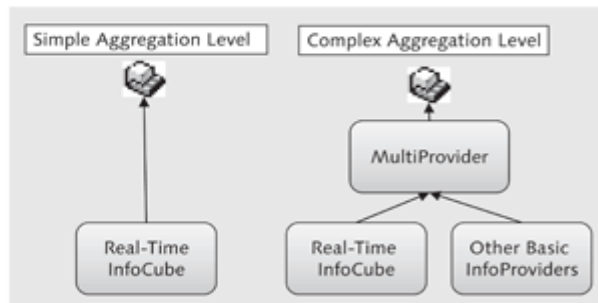 Simple Aggregation Level
Complex Aggregation Level
MultiProvider
Real-Time
InfoCube
Real-Time
InfoCube
Other Basic
InfoProviders